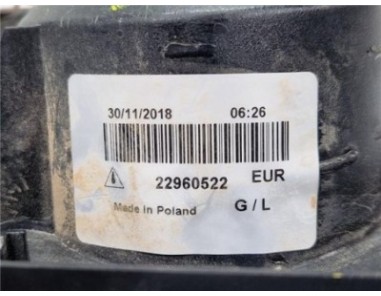 30/11/2018 06:26
22960522 EUR
Made in Poland G / L